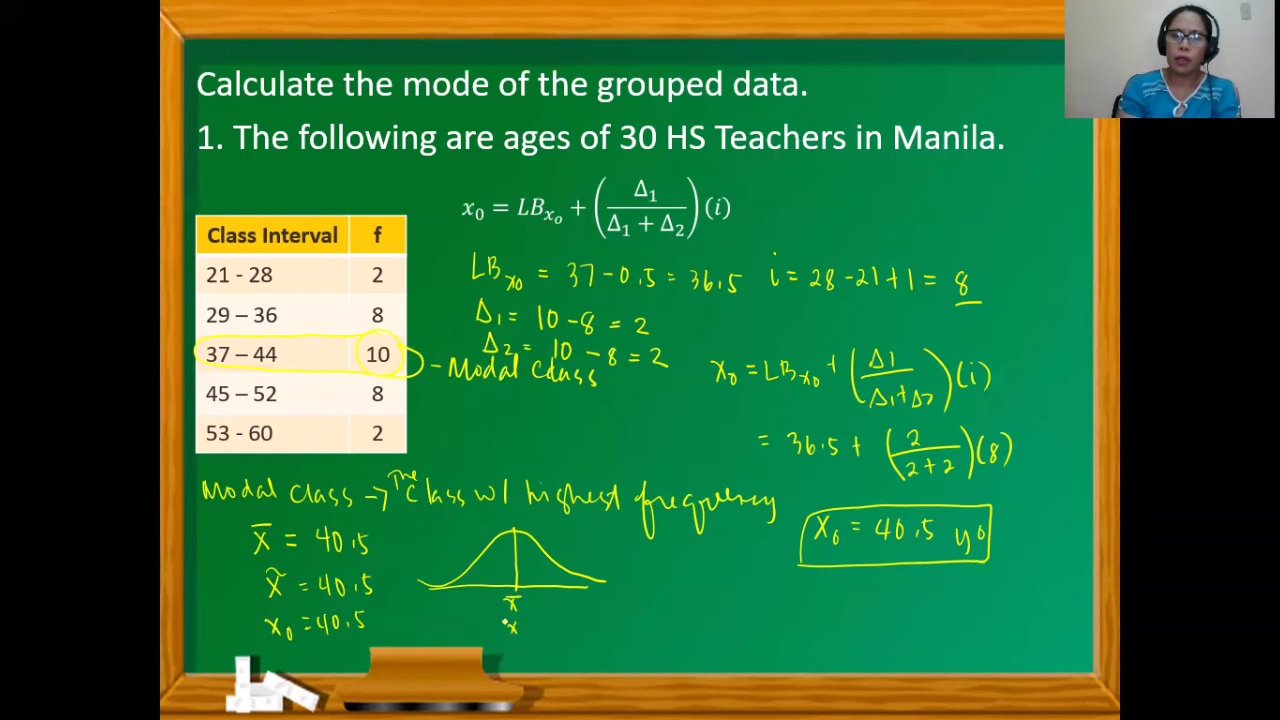 Calculate the mode of the grouped data.
1. The following are ages of 30 HS Teachers in Manila.
x₀ = LBₓₒ + (Δ₁ / (Δ₁ + Δ₂)) (i)
Class Interval f
21 - 28 2
29 – 36 8
37 – 44 10
45 – 52 8
53 - 60 2
LBₓ₀ = 37 - 0.5 = 36.5 i = 28 - 21 + 1 = 8
Δ₁ = 10 - 8 = 2
Δ₂ = 10 - 8 = 2
- Modal class
x₀ = LBₓ₀ + (Δ1 / (Δ1 + Δ2)) (i)
= 36.5 + (2 / (2 + 2)) (8)
x₀ = 40.5 yo
Modal class → The class w/ highest frequency
x̅ = 40.5
x̃ = 40.5
x₀ = 40.5
x̅
x